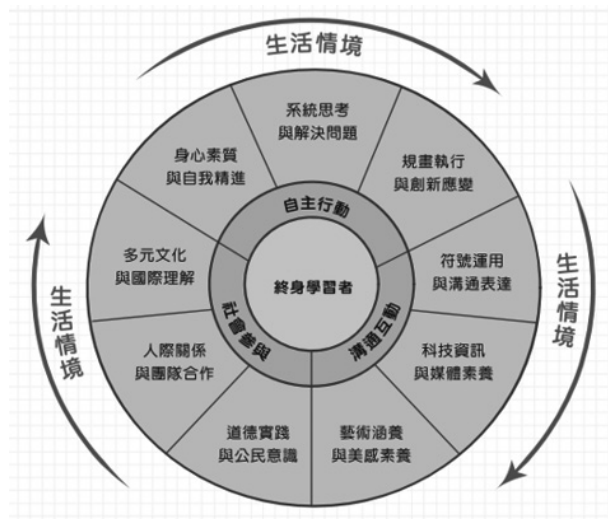 生活情境
系統思考
與解決問題
身心素質
與自我精進
規畫執行
與創新應變
自主行動
多元文化
與國際理解
符號運用
與溝通表達
終身學習者
生活情境
生活情境
社會參與
溝通互動
人際關係
與團隊合作
科技資訊
與媒體素養
道德實踐
與公民意識
藝術涵養
與美感素養